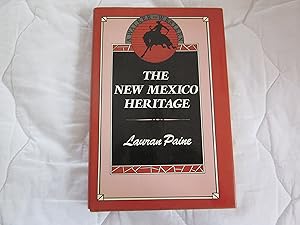 THE
NEW MEXICO
HERITAGE
Lauran Paine